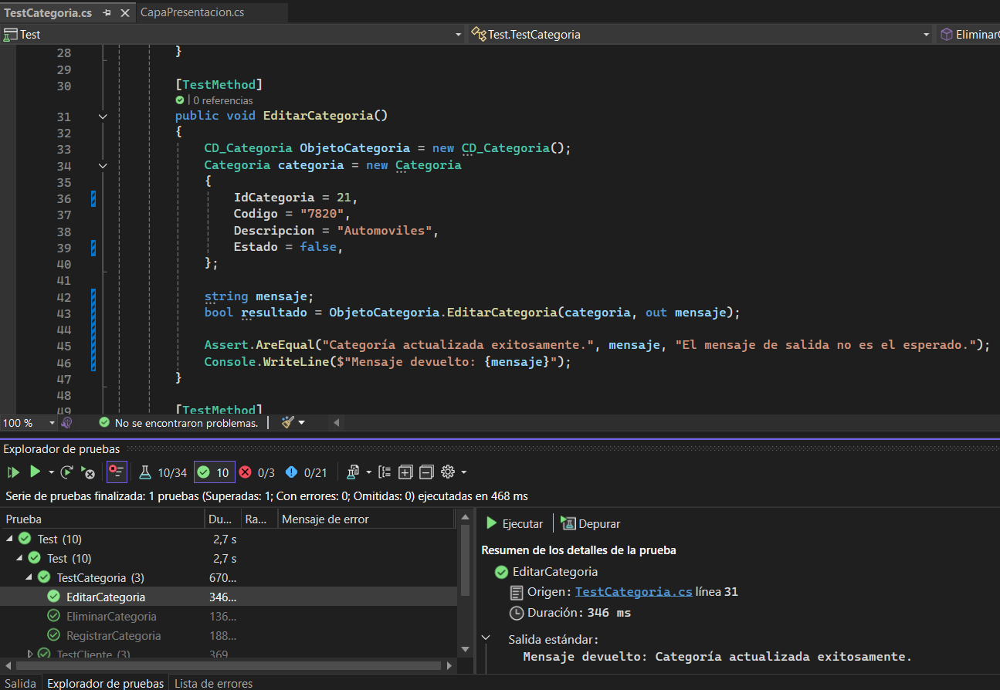 TestCategoria.cs
CapaPresentacion.cs
Test
Test.TestCategoria
28 }
29
30 [TestMethod]
0 referencias
31 public void EditarCategoria()
32 {
33 CD_Categoria ObjetoCategoria = new CD_Categoria();
34 Categoria categoria = new Categoria
35 {
36 IdCategoria = 21,
37 Codigo = "7820",
38 Descripcion = "Automoviles",
39 Estado = false,
40 };
41
42 string mensaje;
43 bool resultado = ObjetoCategoria.EditarCategoria(categoria, out mensaje);
44
45 Assert.AreEqual("Categoría actualizada exitosamente.", mensaje, "El mensaje de salida no es el esperado.");
46 Console.WriteLine($"Mensaje devuelto: {mensaje}");
47 }
48
49 [TestMethod]
100 % No se encontraron problemas.
Explorador de pruebas
10/34 10 0/3 0/21
Serie de pruebas finalizada: 1 pruebas (Superadas: 1; Con errores: 0; Omitidas: 0) ejecutadas en 468 ms
Prueba Du... Ra... Mensaje de error
Test (10) 2,7 s
Test (10) 2,7 s
TestCategoria (3) 670...
EditarCategoria 346...
EliminarCategoria 136...
RegistrarCategoria 188...
TestCliente (3) 369
Ejecutar Depurar
Resumen de los detalles de la prueba
EditarCategoria
Origen: TestCategoria.cs línea 31
Duración: 346 ms
Salida estándar:
Mensaje devuelto: Categoría actualizada exitosamente.
Salida Explorador de pruebas Lista de errores